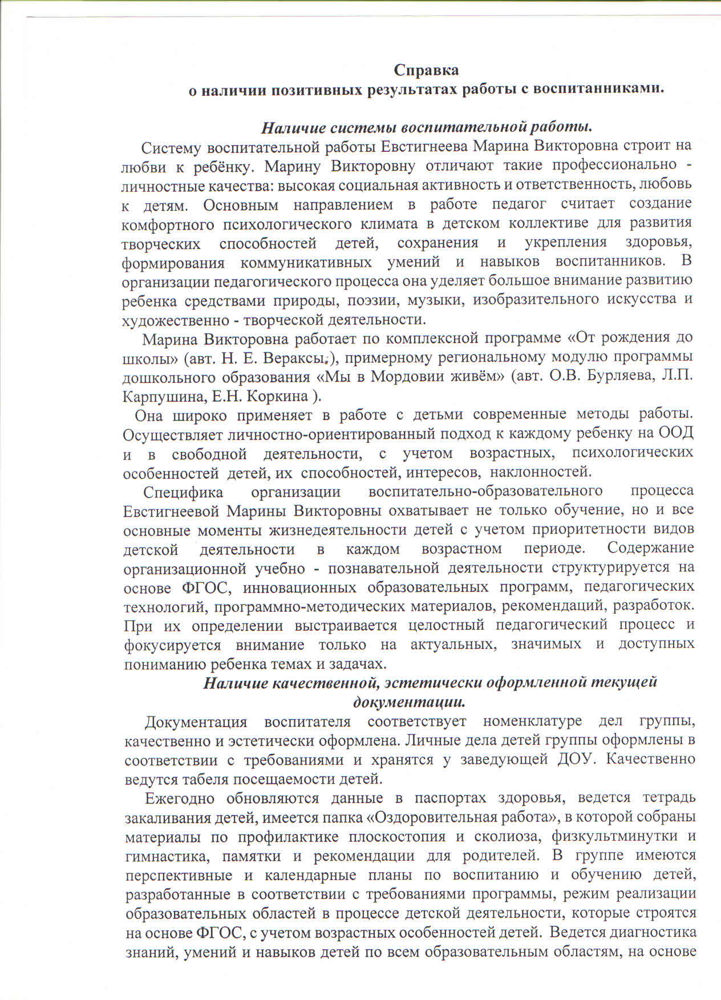 Справка
о наличии позитивных результатах работы с воспитанниками.
Наличие системы воспитательной работы.
Систему воспитательной работы Евстигнеева Марина Викторовна строит на
любви к ребёнку. Марину Викторовну отличают такие профессионально -
личностные качества: высокая социальная активность и ответственность, любовь
к детям. Основным направлением в работе педагог считает создание
комфортного психологического климата в детском коллективе для развития
творческих способностей детей, сохранения и укрепления здоровья,
формирования коммуникативных умений и навыков воспитанников. В
организации педагогического процесса она уделяет большое внимание развитию
ребенка средствами природы, поэзии, музыки, изобразительного искусства и
художественно - творческой деятельности.
Марина Викторовна работает по комплексной программе «От рождения до
школы» (авт. Н. Е. Вераксы,), примерному региональному модулю программы
дошкольного образования «Мы в Мордовии живём» (авт. О.В. Бурляева, Л.П.
Карпушина, Е.Н. Коркина ).
Она широко применяет в работе с детьми современные методы работы.
Осуществляет личностно-ориентированный подход к каждому ребенку на ООД
и в свободной деятельности, с учетом возрастных, психологических
особенностей детей, их способностей, интересов, наклонностей.
Специфика организации воспитательно-образовательного процесса
Евстигнеевой Марины Викторовны охватывает не только обучение, но и все
основные моменты жизнедеятельности детей с учетом приоритетности видов
детской деятельности в каждом возрастном периоде. Содержание
организационной учебно - познавательной деятельности структурируется на
основе ФГОС, инновационных образовательных программ, педагогических
технологий, программно-методических материалов, рекомендаций, разработок.
При их определении выстраивается целостный педагогический процесс и
фокусируется внимание только на актуальных, значимых и доступных
пониманию ребенка темах и задачах.
Наличие качественной, эстетически оформленной текущей
документации.
Документация воспитателя соответствует номенклатуре дел группы,
качественно и эстетически оформлена. Личные дела детей группы оформлены в
соответствии с требованиями и хранятся у заведующей ДОУ. Качественно
ведутся табеля посещаемости детей.
Ежегодно обновляются данные в паспортах здоровья, ведется тетрадь
закаливания детей, имеется папка «Оздоровительная работа», в которой собраны
материалы по профилактике плоскостопия и сколиоза, физкультминутки и
гимнастика, памятки и рекомендации для родителей. В группе имеются
перспективные и календарные планы по воспитанию и обучению детей,
разработанные в соответствии с требованиями программы, режим реализации
образовательных областей в процессе детской деятельности, которые строятся
на основе ФГОС, с учетом возрастных особенностей детей. Ведется диагностика
знаний, умений и навыков детей по всем образовательным областям, на основе